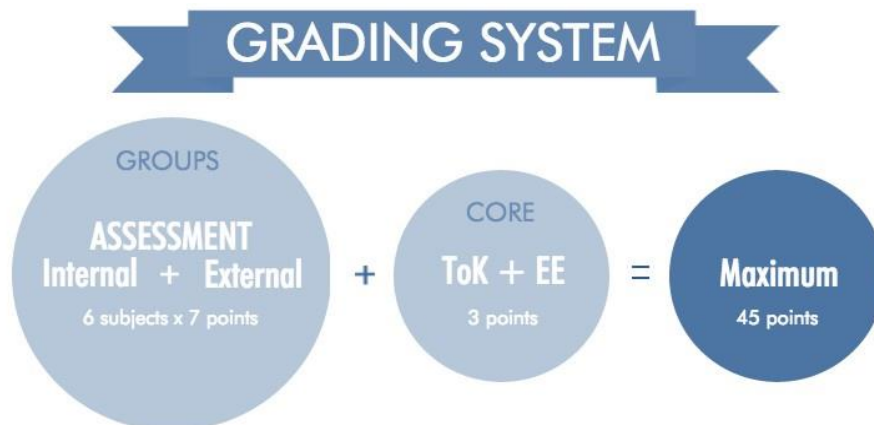 GRADING SYSTEM
GROUPS
ASSESSMENT
Internal + External
6 subjects x 7 points
+
CORE
ToK + EE
3 points
=
Maximum
45 points